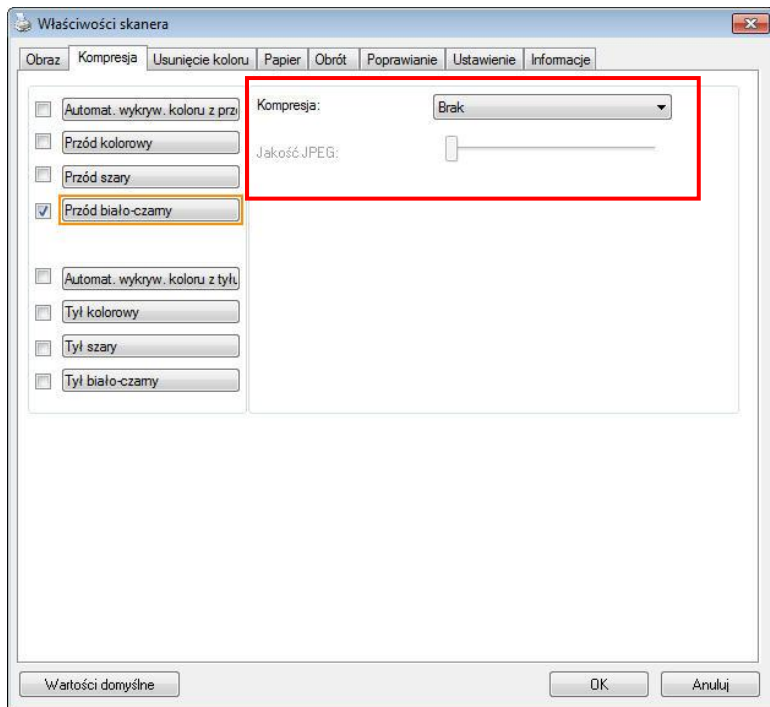 Właściwości skanera
Obraz Kompresja Usunięcie koloru Papier Obrót Poprawianie Ustawienie Informacje
Automat. wykryw. koloru z prz
Kompresja: Brak
Przód kolorowy
Jakość JPEG:
Przód szary
Przód biało-czarny
Automat. wykryw. koloru z tyłu
Tył kolorowy
Tył szary
Tył biało-czarny
Wartości domyślne OK Anuluj